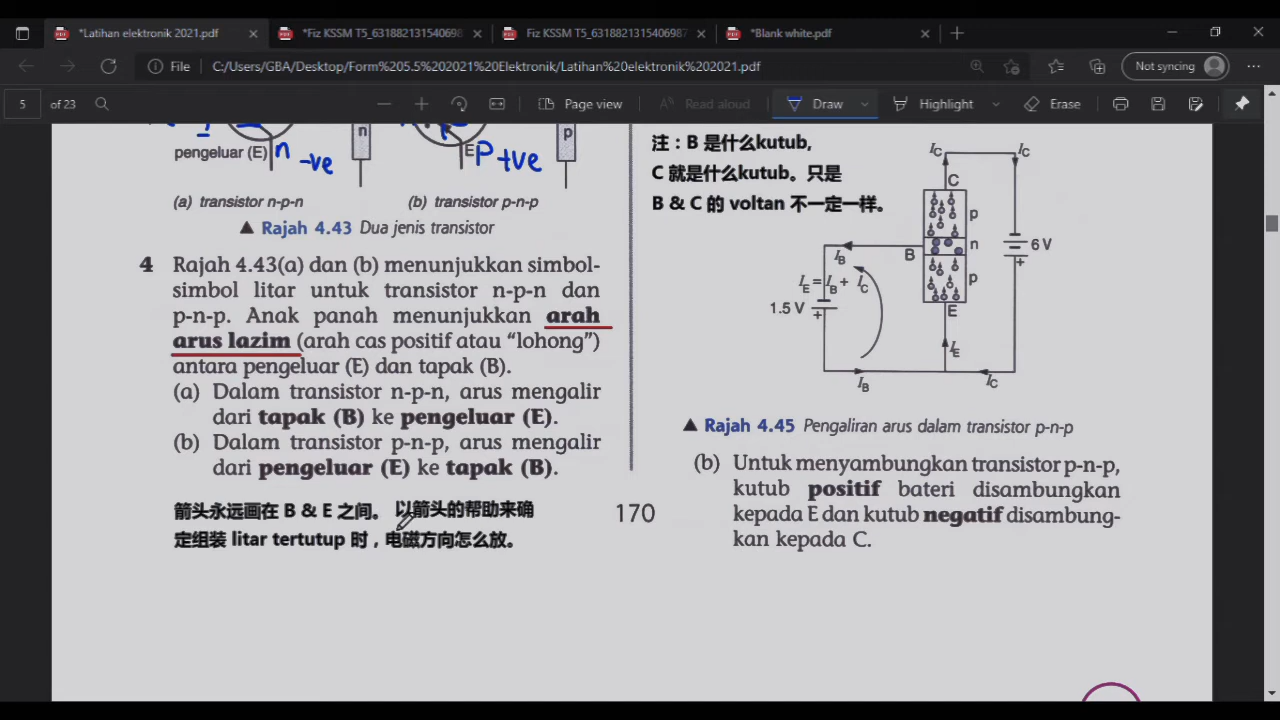 *Latihan elektronik 2021.pdf
*Fiz KSSM T5_6318821315406987
Fiz KSSM T5_6318821315406987
*Blank white.pdf
File
C:/Users/GBA/Desktop/Form%205.5%202021%20Elektronik/Latihan%20elektronik%202021.pdf
Not syncing
5 of 23
Page view
Read aloud
Draw
Highlight
Erase
pengeluar (E)
n
-ve
n
E
P
+ve
p
(a) transistor n-p-n
(b) transistor p-n-p
▲ Rajah 4.43 Dua jenis transistor
4 Rajah 4.43(a) dan (b) menunjukkan simbol-
simbol litar untuk transistor n-p-n dan
p-n-p. Anak panah menunjukkan arah
arus lazim (arah cas positif atau “lohong”)
antara pengeluar (E) dan tapak (B).
(a) Dalam transistor n-p-n, arus mengalir
dari tapak (B) ke pengeluar (E).
(b) Dalam transistor p-n-p, arus mengalir
dari pengeluar (E) ke tapak (B).
箭头永远画在 B & E 之间。 以箭头的帮助来确
定组装 litar tertutup 时，电磁方向怎么放。
170
注：B 是什么kutub,
C 就是什么kutub。只是
B & C 的 voltan 不一定一样。
IC
IC
C
p
IB
B
n
6 V
+
IE = IB + IC
p
1.5 V
+
E
IE
IB
IC
▲ Rajah 4.45 Pengaliran arus dalam transistor p-n-p
(b) Untuk menyambungkan transistor p-n-p,
kutub positif bateri disambungkan
kepada E dan kutub negatif disambung-
kan kepada C.